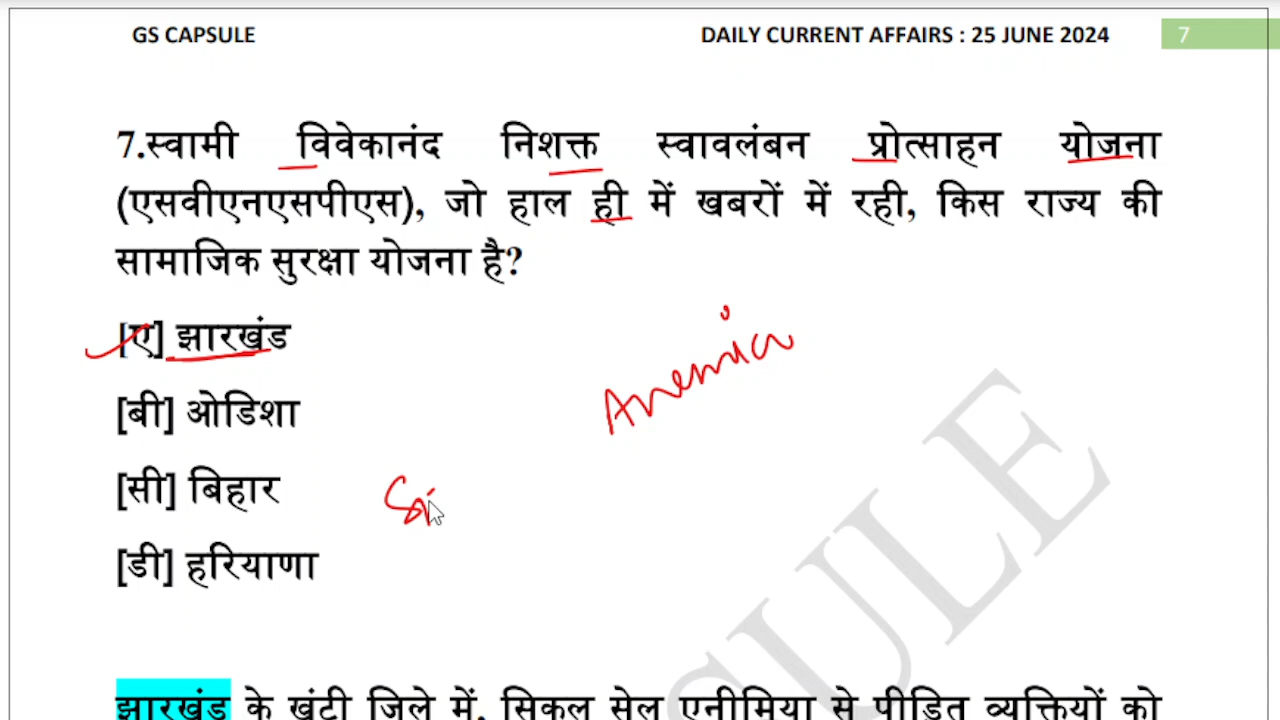 GS CAPSULE
DAILY CURRENT AFFAIRS : 25 JUNE 2024
7
7.स्वामी विवेकानंद निशक्त स्वावलंबन प्रोत्साहन योजना
(एसवीएनएसपीएस), जो हाल ही में खबरों में रही, किस राज्य की
सामाजिक सुरक्षा योजना है?
[ए] झारखंड
Anemia
[बी] ओडिशा
[सी] बिहार
[डी] हरियाणा
SULE
झारखंड के खूंटी जिले में, सिकल सेल एनीमिया से पीड़ित व्यक्तियों को